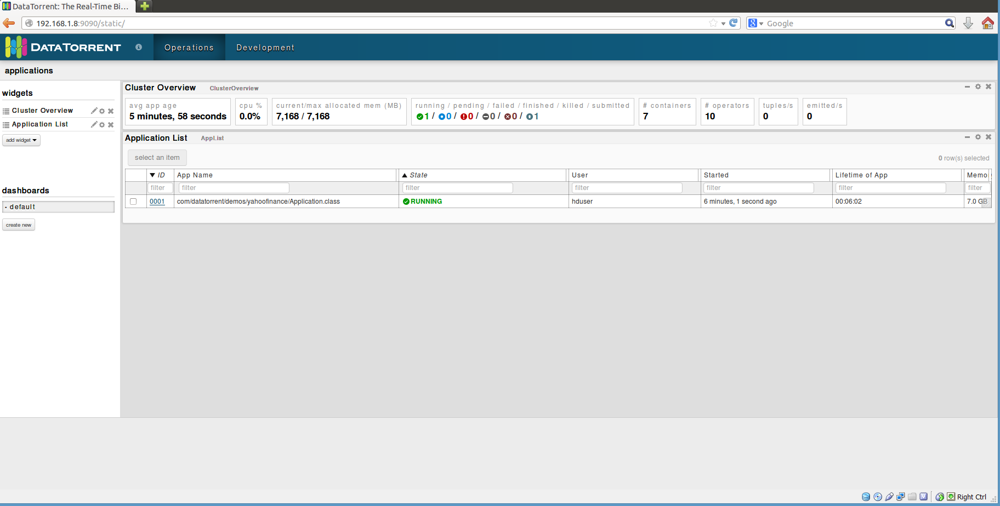 DataTorrent: The Real-Time Bi...
192.168.1.8:9090/static/
Google
DATATORRENT
Operations
Development
applications
widgets
Cluster Overview
Application List
add widget
dashboards
default
create new
Cluster Overview ClusterOverview
avg app age
5 minutes, 58 seconds
cpu %
0.0%
current/max allocated mem (MB)
7,168 / 7,168
running / pending / failed / finished / killed / submitted
1 / 0 / 0 / 0 / 0 / 1
# containers
7
# operators
10
tuples/s
0
emitted/s
0
Application List AppList
select an item
0 row(s) selected
▼ ID App Name ▲ State User Started Lifetime of App Memor
filter filter filter filter filter filter filter
0001 com/datatorrent/demos/yahoofinance/Application.class RUNNING hduser 6 minutes, 1 second ago 00:06:02 7.0 GB
Right Ctrl